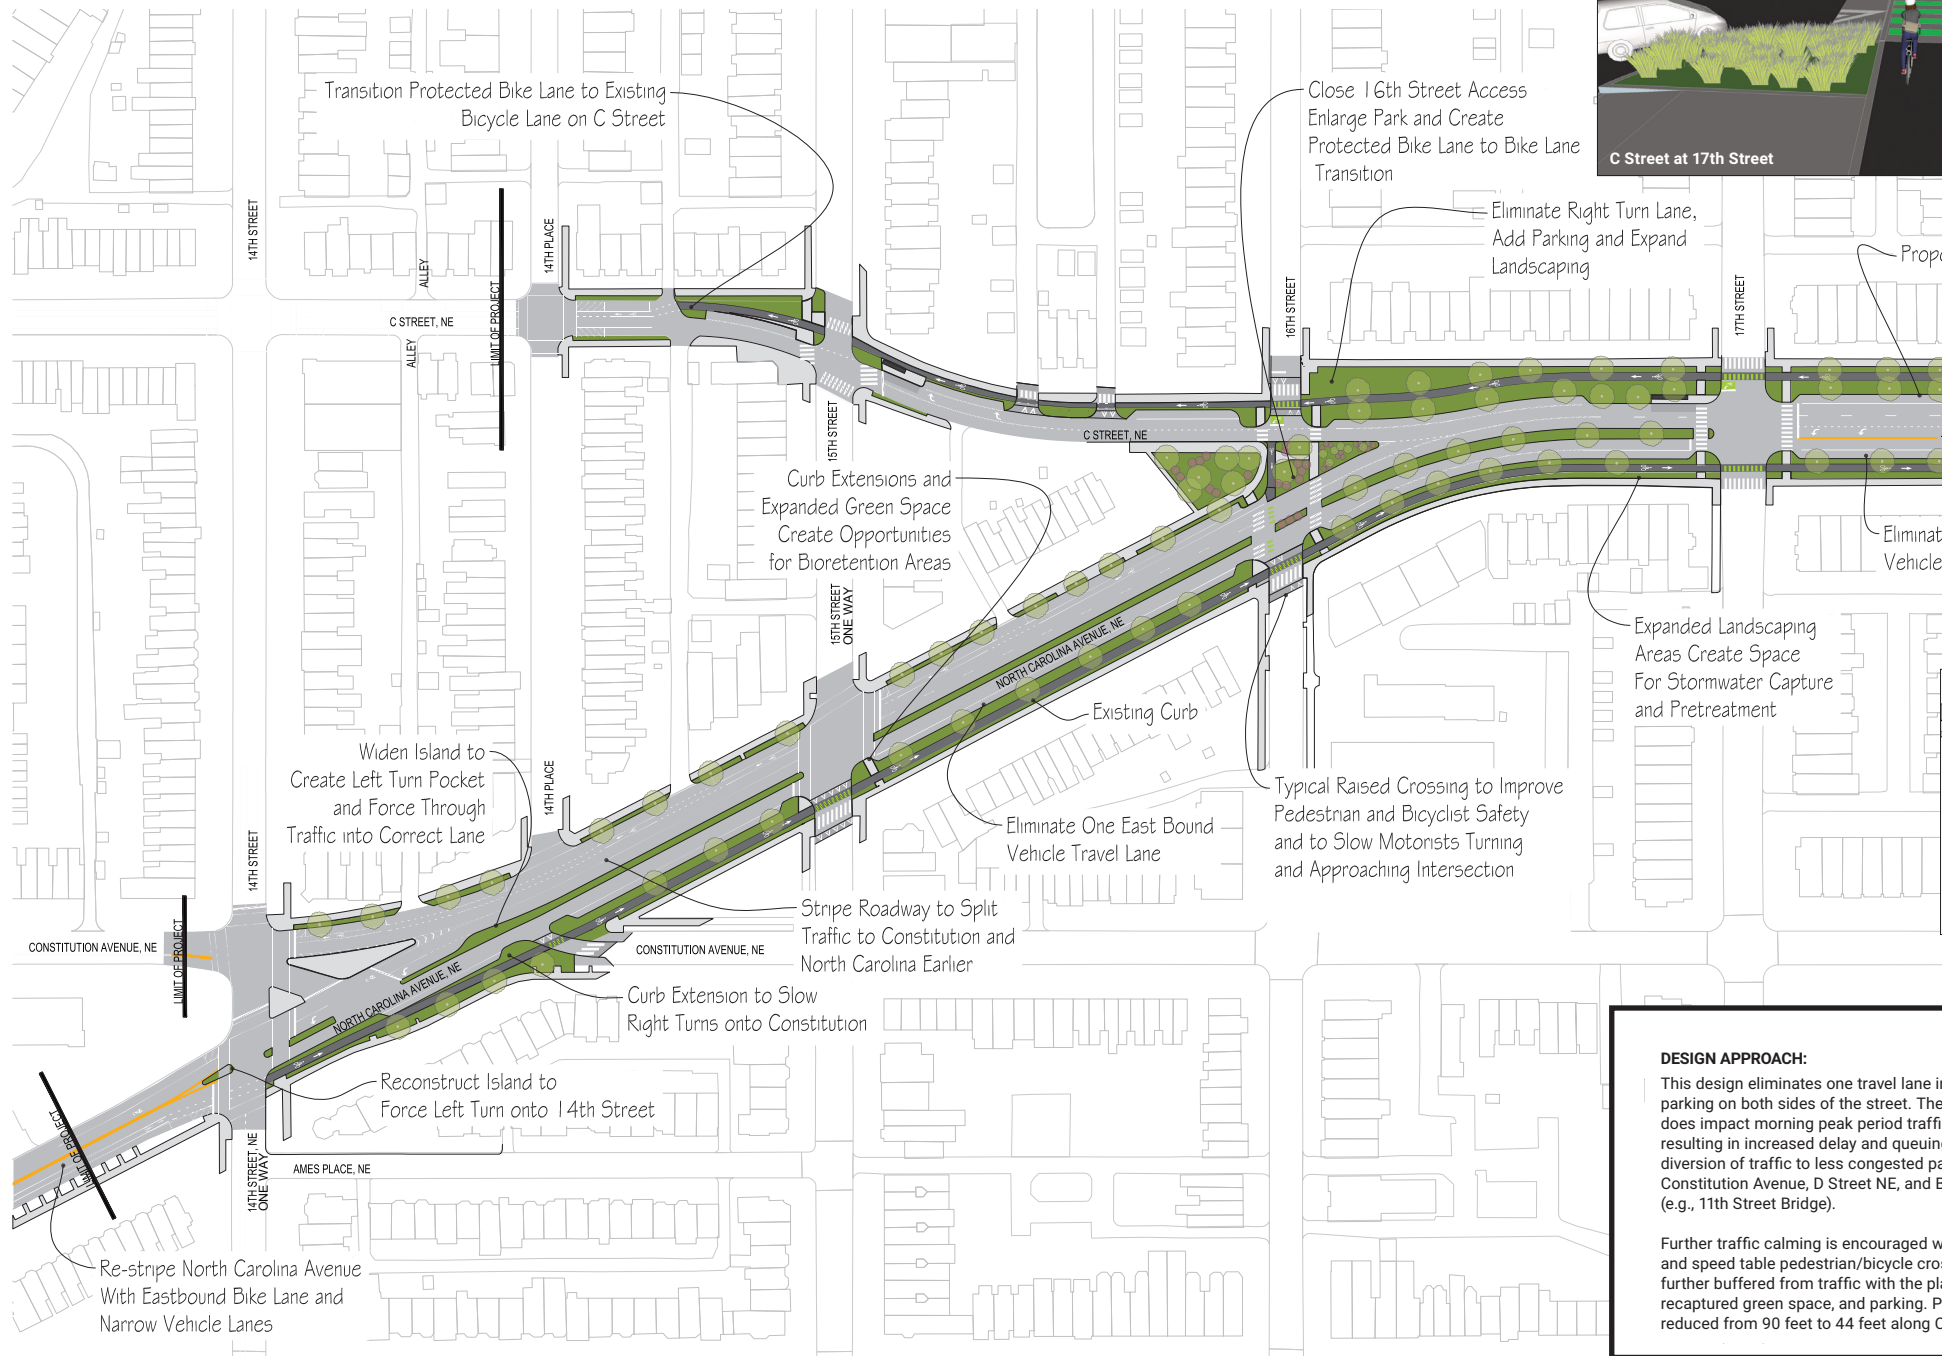 Transition Protected Bike Lane to Existing
Bicycle Lane on C Street
Close 16th Street Access
Enlarge Park and Create
Protected Bike Lane to Bike Lane
Transition
C Street at 17th Street
Eliminate Right Turn Lane,
Add Parking and Expand
Landscaping
14TH STREET
ALLEY
LIMIT OF PROJECT
14TH PLACE
16TH STREET
17TH STREET
C STREET, NE
ALLEY
15TH STREET
C STREET, NE
Curb Extensions and
Expanded Green Space
Create Opportunities
for Bioretention Areas
15TH STREET
ONE WAY
NORTH CAROLINA AVENUE, NE
Expanded Landscaping
Areas Create Space
For Stormwater Capture
and Pretreatment
Existing Curb
Widen Island to
Create Left Turn Pocket
and Force Through
Traffic into Correct Lane
14TH PLACE
Typical Raised Crossing to Improve
Pedestrian and Bicyclist Safety
and to Slow Motorists Turning
and Approaching Intersection
Eliminate One East Bound
Vehicle Travel Lane
14TH STREET
Stripe Roadway to Split
Traffic to Constitution and
North Carolina Earlier
CONSTITUTION AVENUE, NE
LIMIT OF PROJECT
CONSTITUTION AVENUE, NE
NORTH CAROLINA AVENUE, NE
Curb Extension to Slow
Right Turns onto Constitution
Reconstruct Island to
Force Left Turn onto 14th Street
LIMIT OF PROJECT
14TH STREET, NE
ONE WAY
AMES PLACE, NE
Re-stripe North Carolina Avenue
With Eastbound Bike Lane and
Narrow Vehicle Lanes
Vehicle
DESIGN APPROACH:
This design eliminates one travel lane
parking on both sides of the street. The
does impact morning peak period
resulting in increased delay and
diversion of traffic to less congested
Constitution Avenue, D Street NE, and
(e.g., 11th Street Bridge).
Further traffic calming is encouraged
and speed table pedestrian/bicycle
further buffered from traffic with the
recaptured green space, and parking.
reduced from 90 feet to 44 feet along